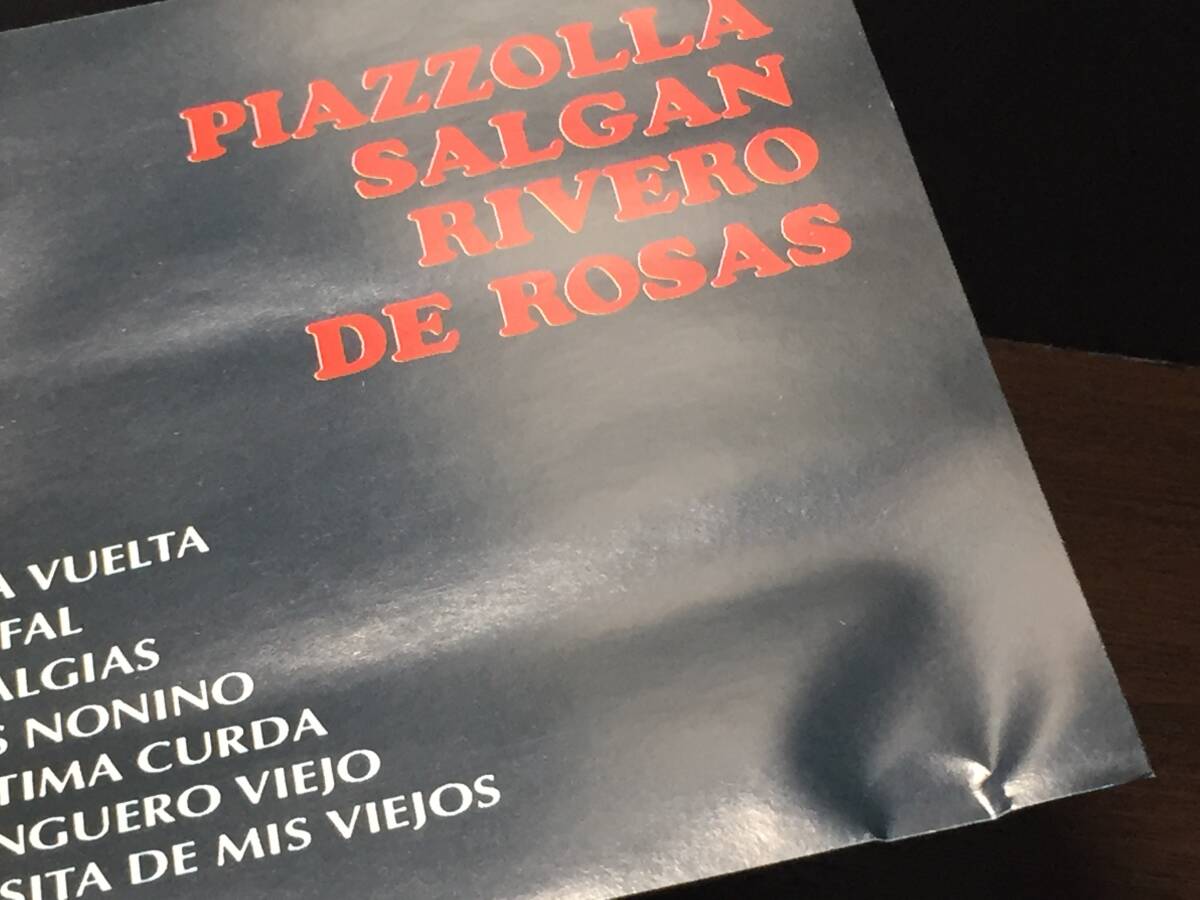 PIAZZOLLA
SALGAN
RIVERO
DE ROSAS
A VUELTA
FAL
ALGIAS
S NONINO
TIMA CURDA
NGUERO VIEJO
SITA DE MIS VIEJOS